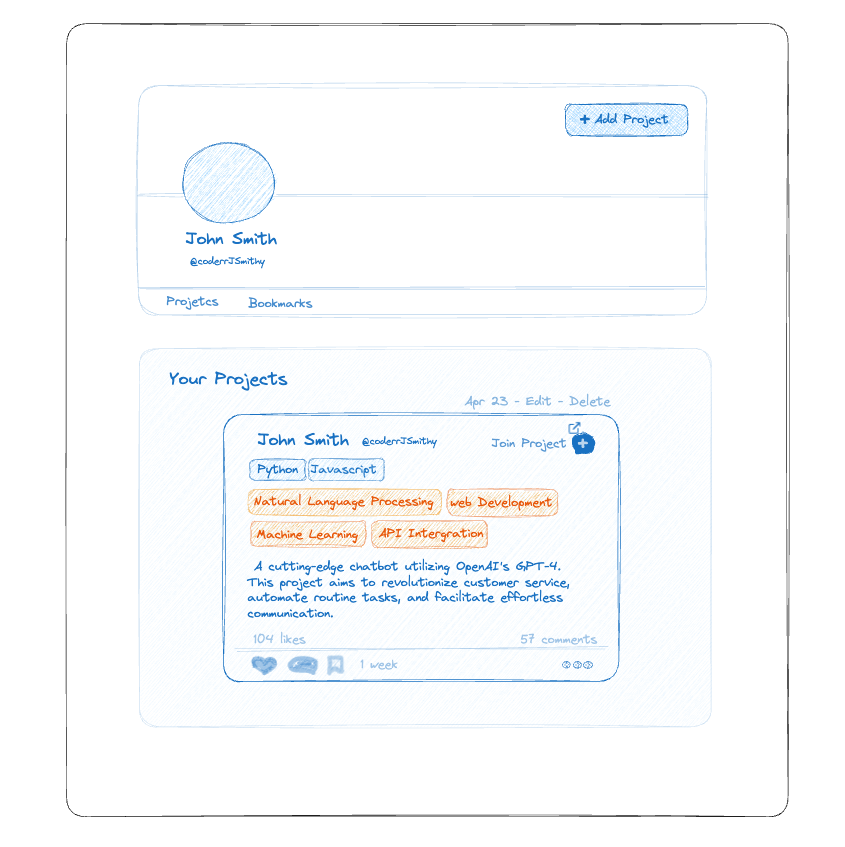 + Add Project
John Smith
@coderrJSmithy
Projetcs Bookmarks
Your Projects
Apr 23 - Edit - Delete
John Smith @coderrJSmithy Join Project +
Python Javascript
Natural Language Processing web Development
Machine Learning API Intergration
A cutting-edge chatbot utilizing OpenAI's GPT-4.
This project aims to revolutionize customer service,
automate routine tasks, and facilitate effortless
communication.
104 likes 57 comments
1 week